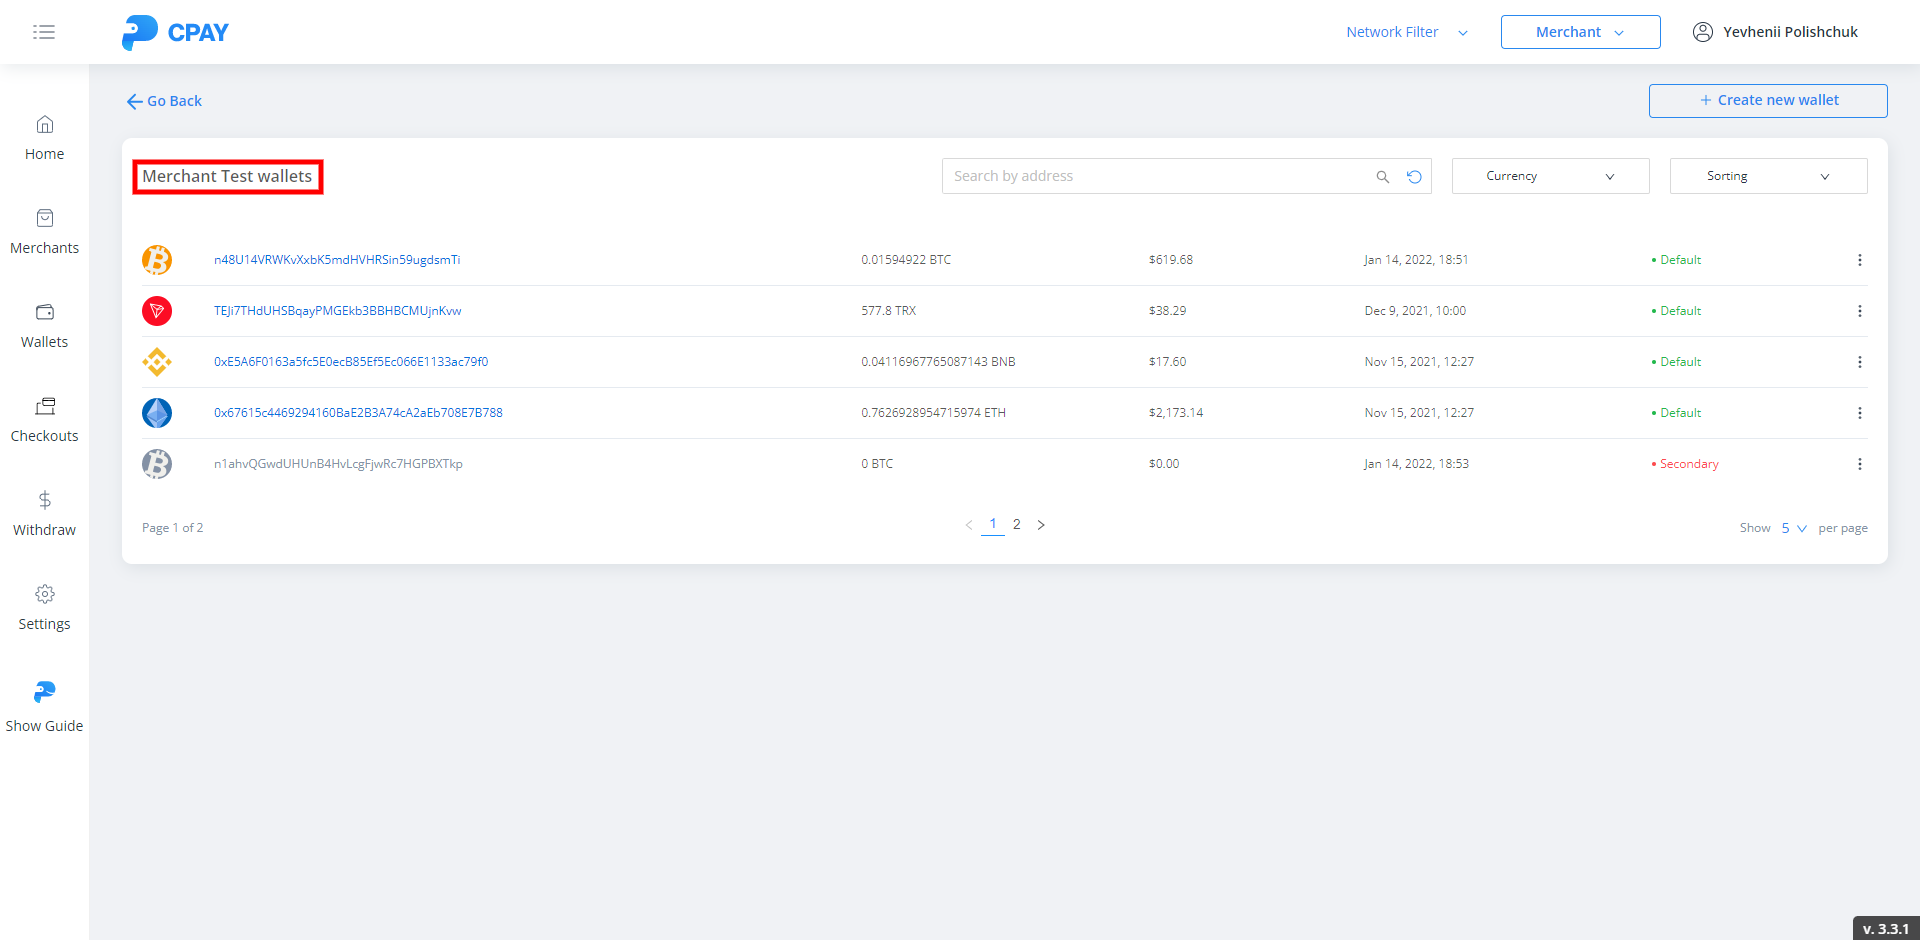 CPAY
Network Filter
Merchant
Yevhenii Polishchuk
Home
Merchants
Wallets
Checkouts
Withdraw
Settings
Show Guide
Go Back
+ Create new wallet
Merchant Test wallets
Search by address
Currency
Sorting
n48U14VRWKvXxbK5mdHVHRSin59ugdsmTi 0.01594922 BTC $619.68 Jan 14, 2022, 18:51 • Default
TEJi7THdUHSBqayPMGEkb3BBHBCMUjnKvw 577.8 TRX $38.29 Dec 9, 2021, 10:00 • Default
0xE5A6F0163a5fc5E0ecB85Ef5Ec066E1133ac79f0 0.04116967765087143 BNB $17.60 Nov 15, 2021, 12:27 • Default
0x67615c4469294160BaE2B3A74cA2aEb708E7B788 0.7626928954715974 ETH $2,173.14 Nov 15, 2021, 12:27 • Default
n1ahvQGwdUHUnB4HvLcgFjwRc7HGPBXTkp 0 BTC $0.00 Jan 14, 2022, 18:53 • Secondary
Page 1 of 2
< 1 2 >
Show 5 per page
v. 3.3.1